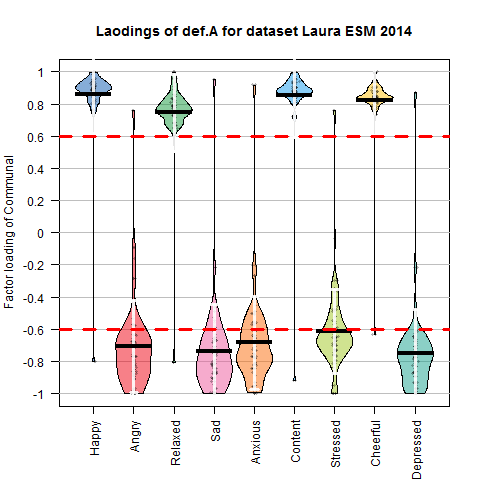 Laodings of def.A for dataset Laura ESM 2014
Factor loading of Communal
1
0.8
0.6
0.4
0.2
0
-0.2
-0.4
-0.6
-0.8
-1
Happy
Angry
Relaxed
Sad
Anxious
Content
Stressed
Cheerful
Depressed